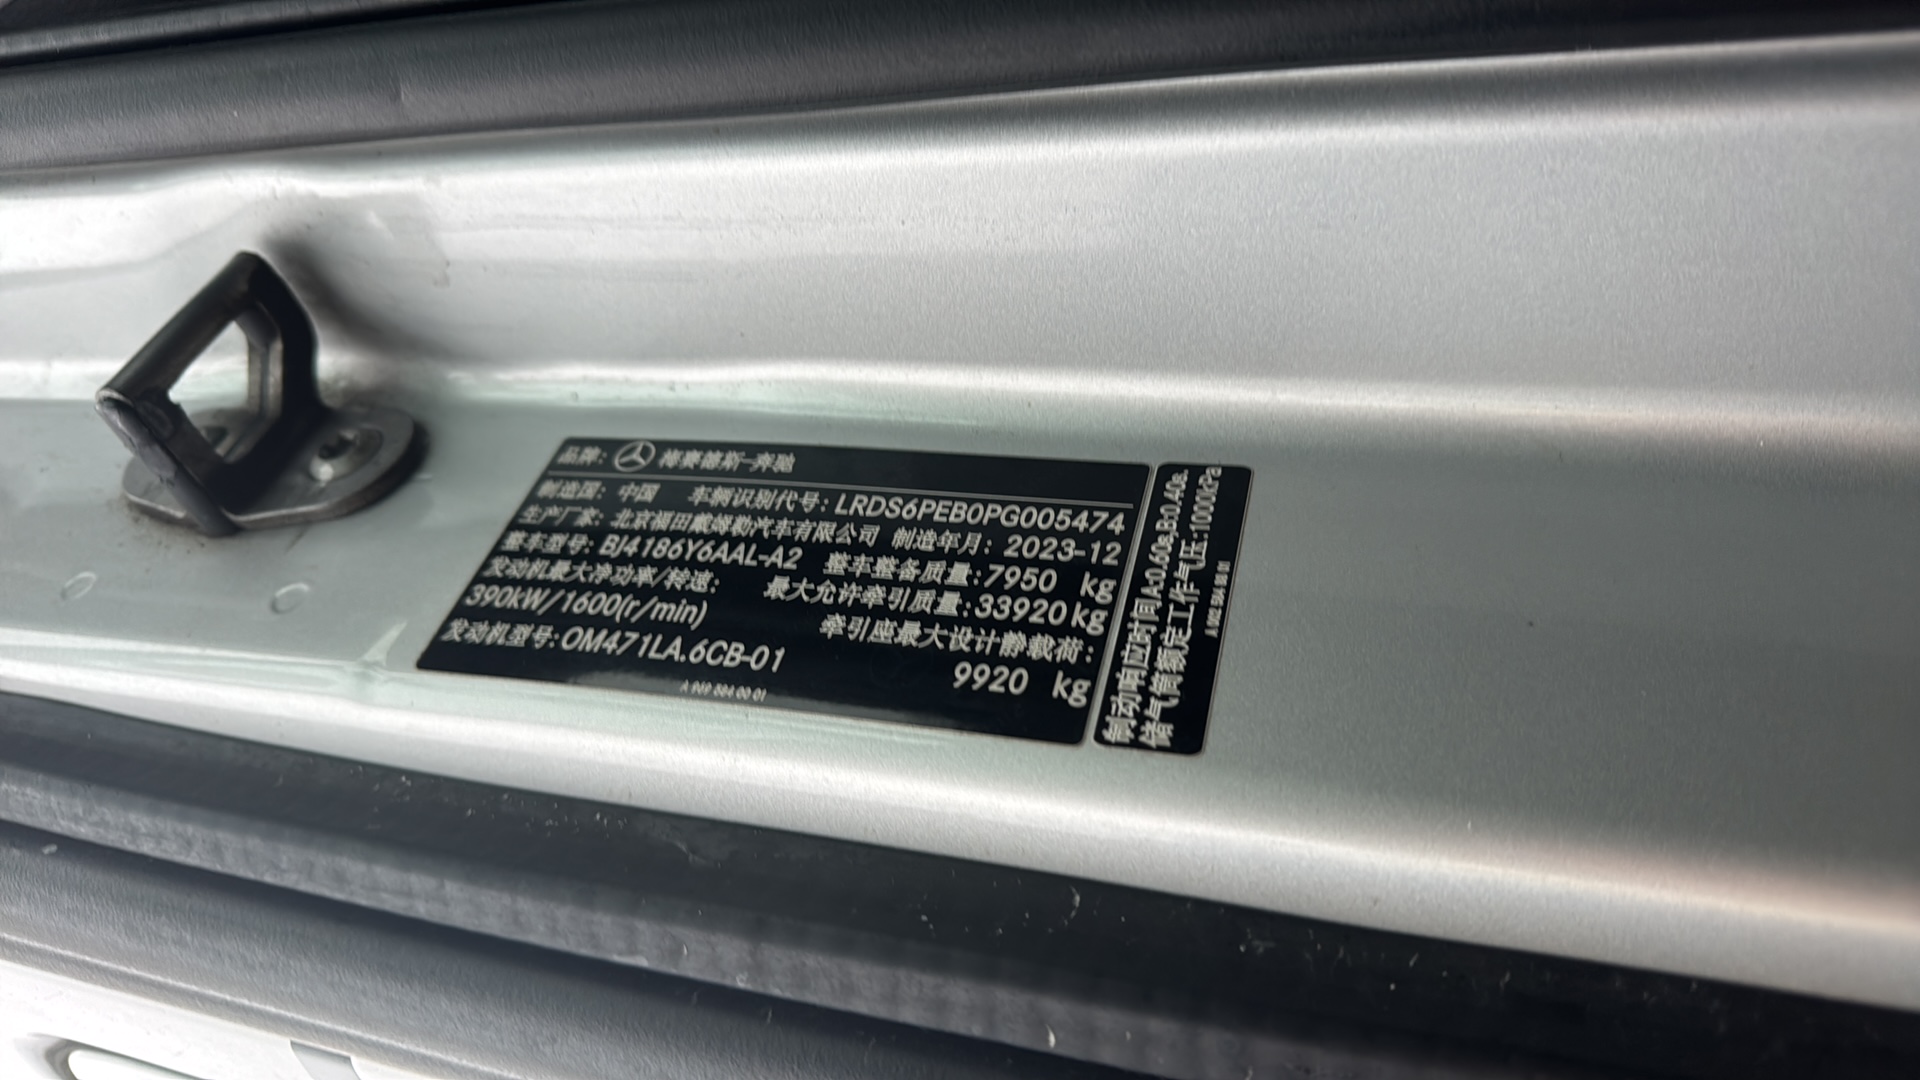 品牌: 梅赛德斯-奔驰
制造国: 中国 车辆识别代号: LRDS6PEB0PG005474
生产厂家: 北京福田戴姆勒汽车有限公司 制造年月: 2023-12
整车型号: BJ4186Y6AAL-A2 整车整备质量: 7950 kg
发动机最大净功率/转速: 最大允许牵引质量: 33920 kg
390kW/1600(r/min) 牵引座最大设计静载荷:
发动机型号: OM471LA.6CB-01 9920 kg
A 969 584 00 01
制动响应时间A:0.60s,B:0.40s.
储气筒额定工作气压:1000kPa